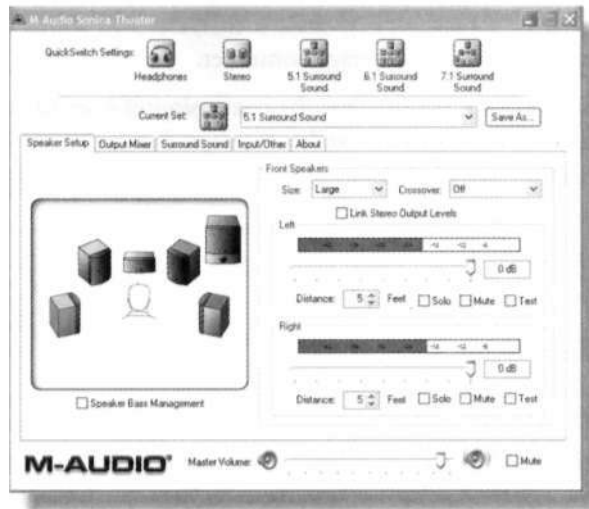 M-Audio Sonica Theater
QuickSwitch Settings:
Headphones
Stereo
5.1 Surround Sound
6.1 Surround Sound
7.1 Surround Sound
Current Set:
5.1 Surround Sound
Save As...
Speaker Setup
Output Mixer
Surround Sound
Input/Other
About
Front Speakers
Size:
Large
Crossover:
Off
Link Stereo Output Levels
Left
0 dB
Distance:
5
Feet
Solo
Mute
Test
Right
0 dB
Distance:
5
Feet
Solo
Mute
Test
Speaker Bass Management
M-AUDIO®
Master Volume:
Mute